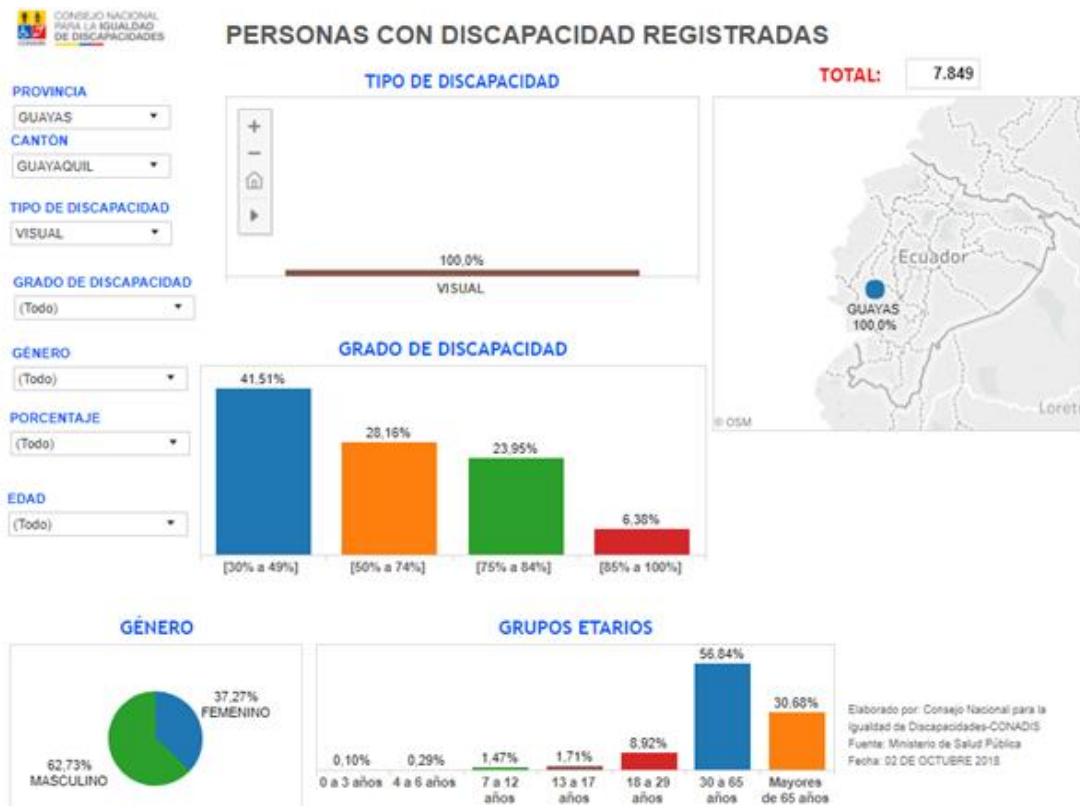 CONSEJO NACIONAL
PARA LA IGUALDAD
DE DISCAPACIDADES
CONADIS
PERSONAS CON DISCAPACIDAD REGISTRADAS
TOTAL: 7.849
PROVINCIA
GUAYAS
CANTÓN
GUAYAQUIL
TIPO DE DISCAPACIDAD
VISUAL
GRADO DE DISCAPACIDAD
(Todo)
GÉNERO
(Todo)
PORCENTAJE
(Todo)
EDAD
(Todo)
TIPO DE DISCAPACIDAD
100,0%
VISUAL
Ecuador
GUAYAS
100,0%
Loret
© OSM
GRADO DE DISCAPACIDAD
41,51%
28,16%
23,95%
6,38%
[30% a 49%] [50% a 74%] [75% a 84%] [85% a 100%]
GÉNERO
37,27%
FEMENINO
62,73%
MASCULINO
GRUPOS ETARIOS
0,10% 0,29% 1,47% 1,71% 8,92% 56,84% 30,68%
0 a 3 años 4 a 6 años 7 a 12 13 a 17 18 a 29 30 a 65 Mayores
años años años años de 65 años
Elaborado por: Consejo Nacional para la
Igualdad de Discapacidades-CONADIS
Fuente: Ministerio de Salud Pública
Fecha: 02 DE OCTUBRE 2018